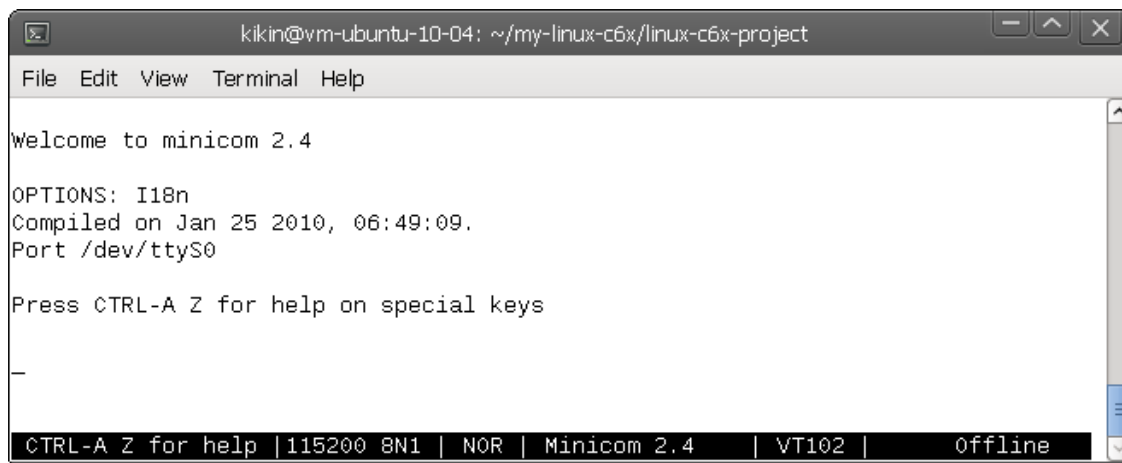 kikin@vm-ubuntu-10-04: ~/my-linux-c6x/linux-c6x-project
File Edit View Terminal Help
Welcome to minicom 2.4
OPTIONS: I18n
Compiled on Jan 25 2010, 06:49:09.
Port /dev/ttyS0
Press CTRL-A Z for help on special keys
CTRL-A Z for help |115200 8N1 | NOR | Minicom 2.4 | VT102 | Offline